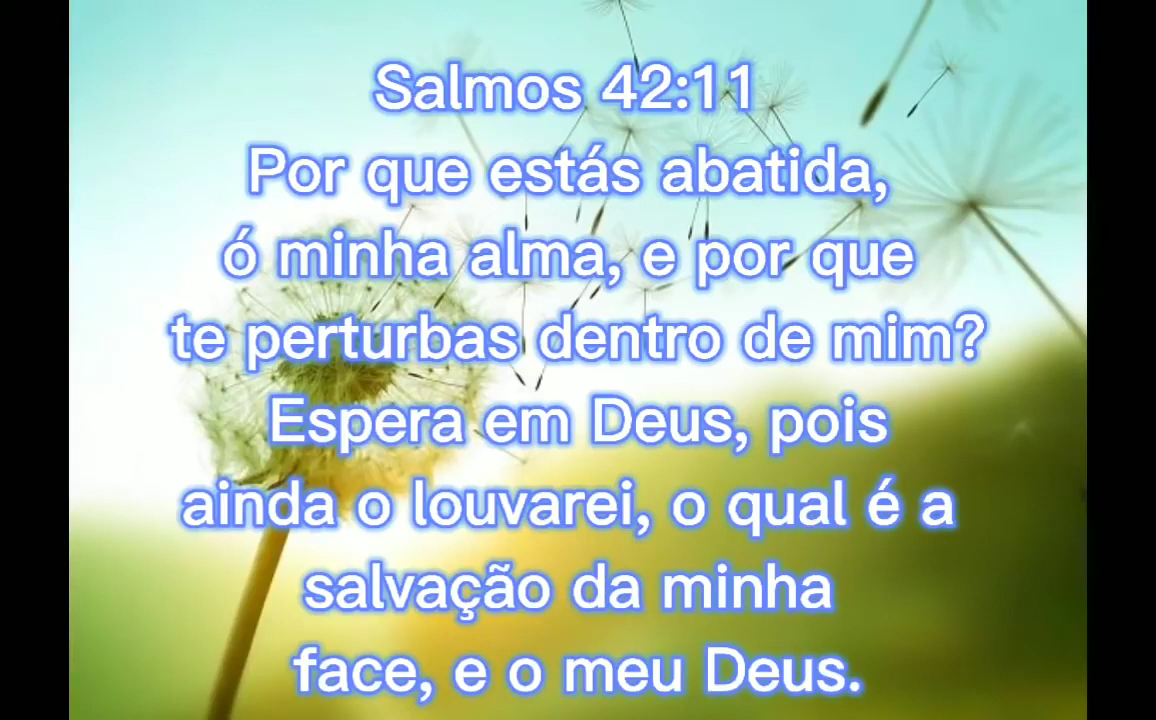 Salmos 42:11
Por que estás abatida,
ó minha alma, e por que
te perturbas dentro de mim?
Espera em Deus, pois
ainda o louvarei, o qual é a
salvação da minha
face, e o meu Deus.